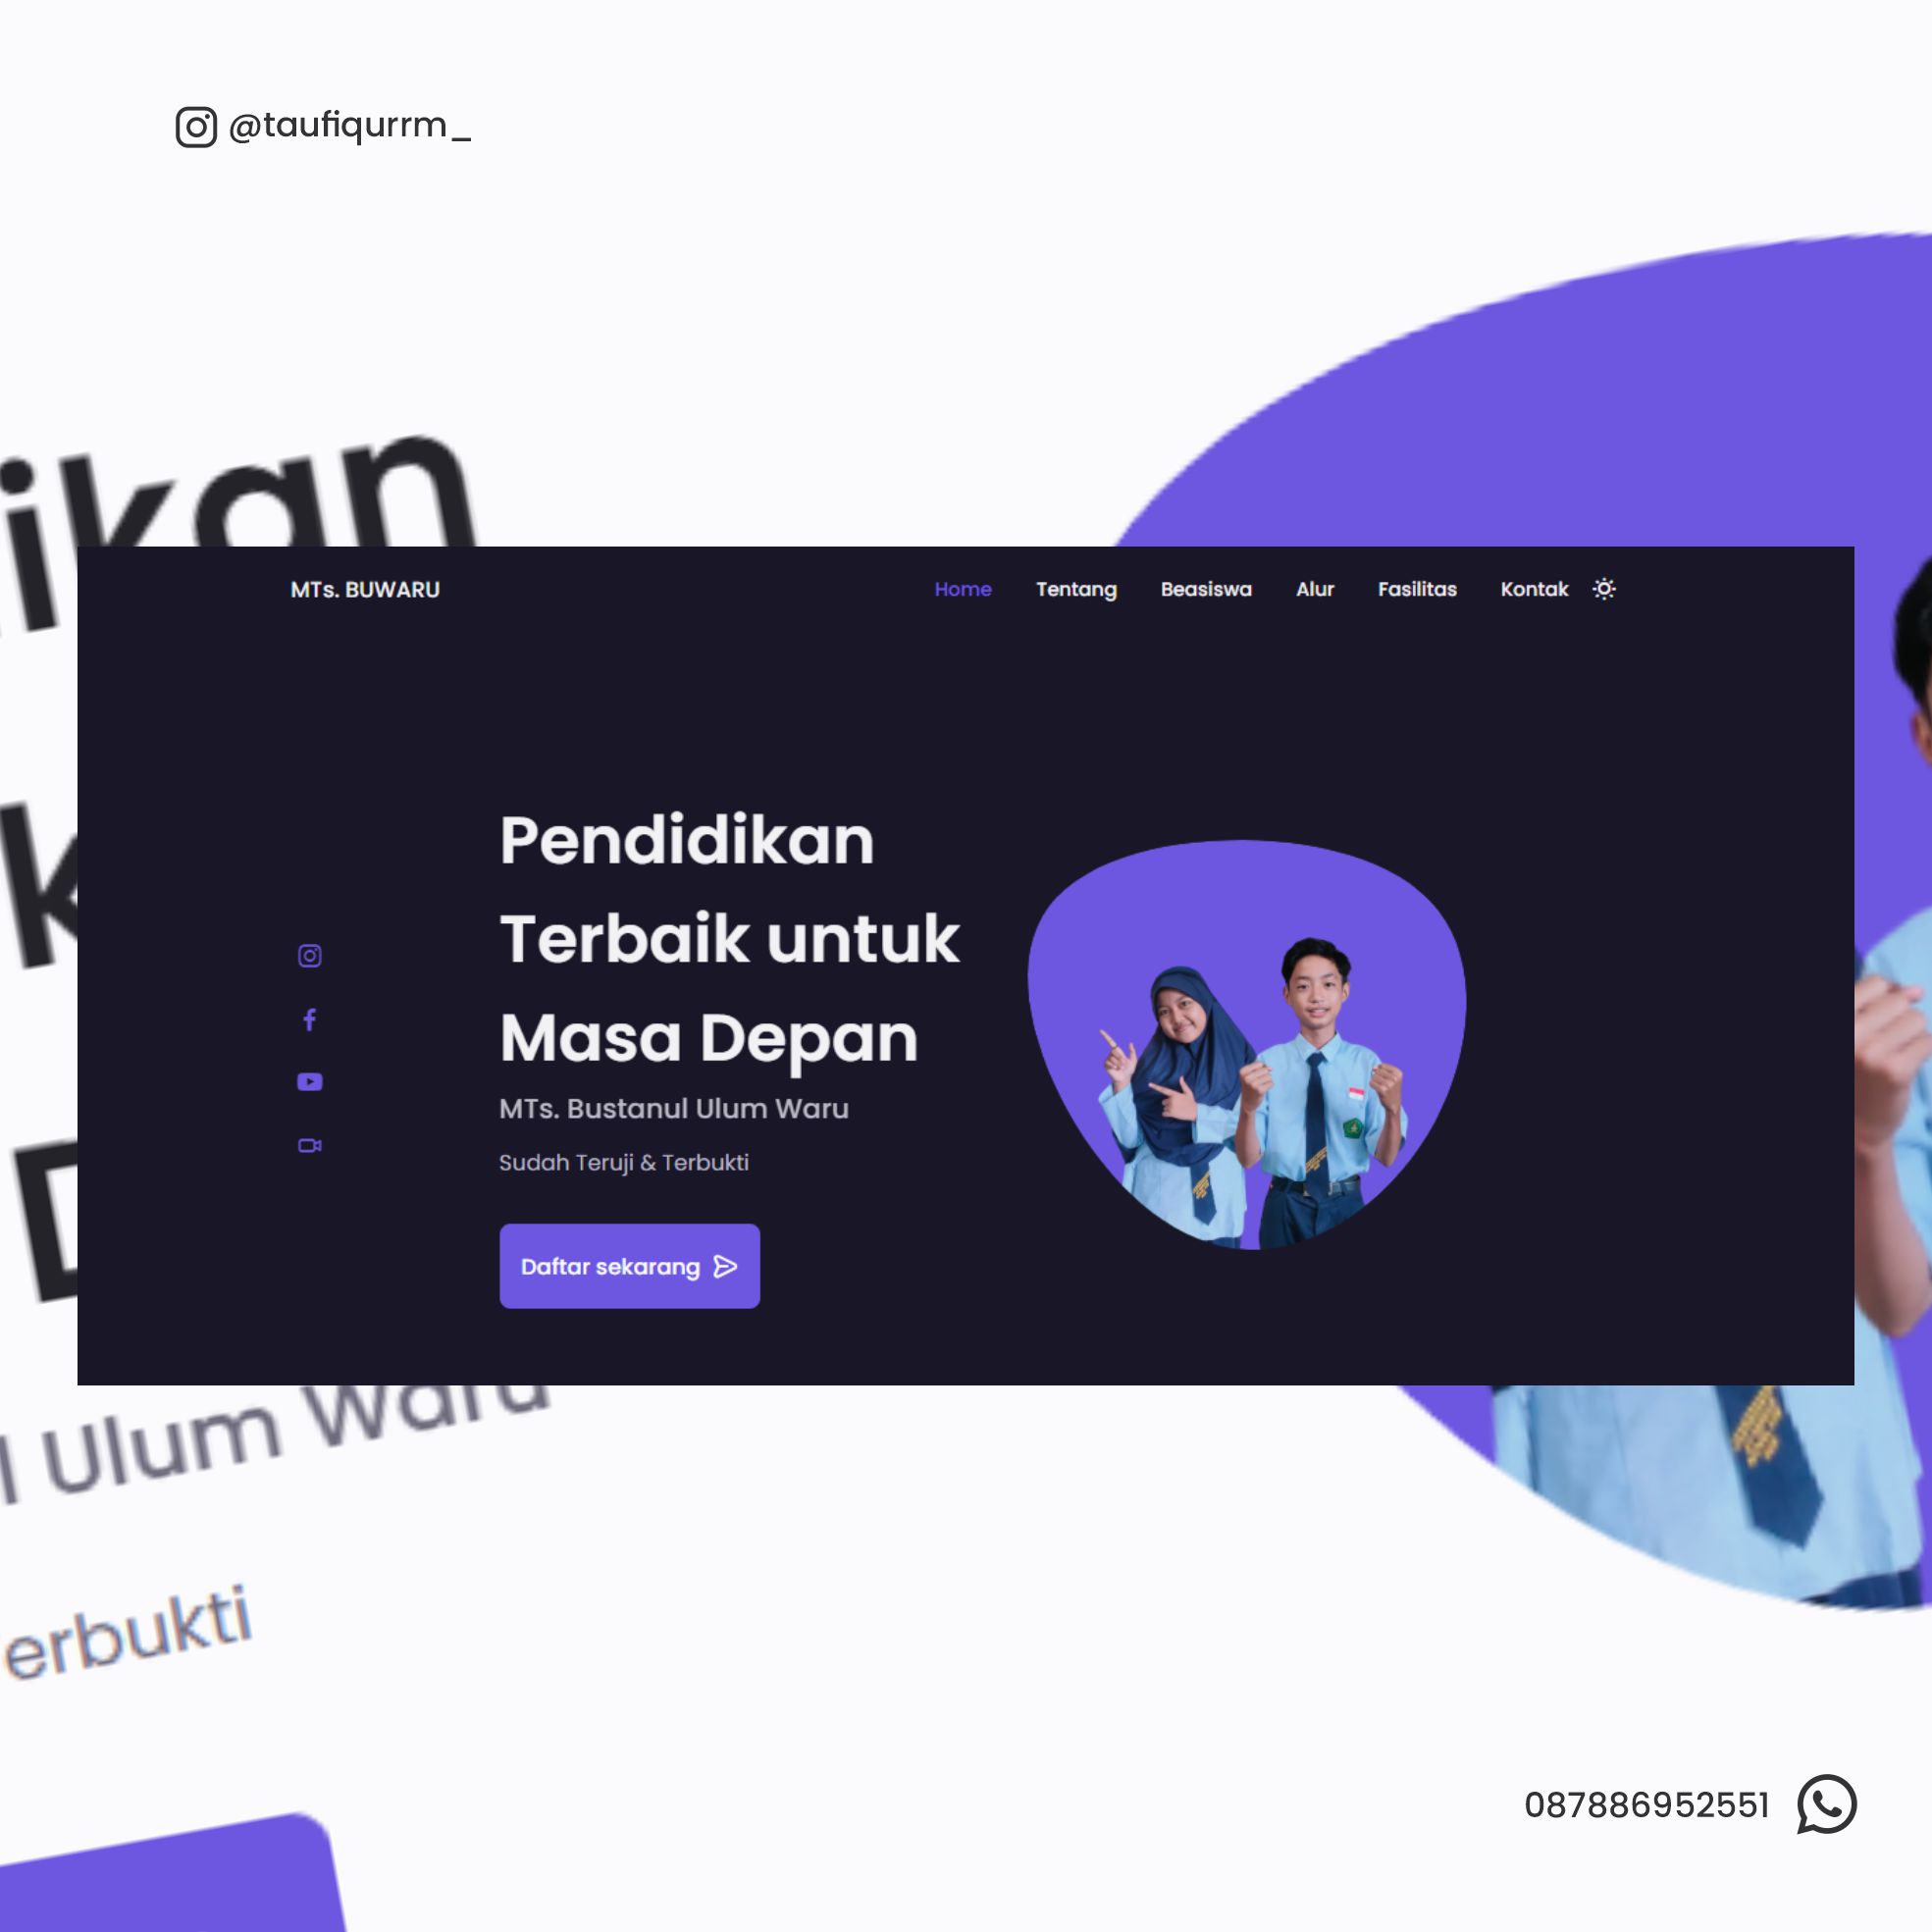 @taufiqurrm_
ikan
MTs. BUWARU
Home Tentang Beasiswa Alur Fasilitas Kontak
Pendidikan
Terbaik untuk
Masa Depan
MTs. Bustanul Ulum Waru
Sudah Teruji & Terbukti
Daftar sekarang
k
D
l Ulum Waru
erbukti
087886952551